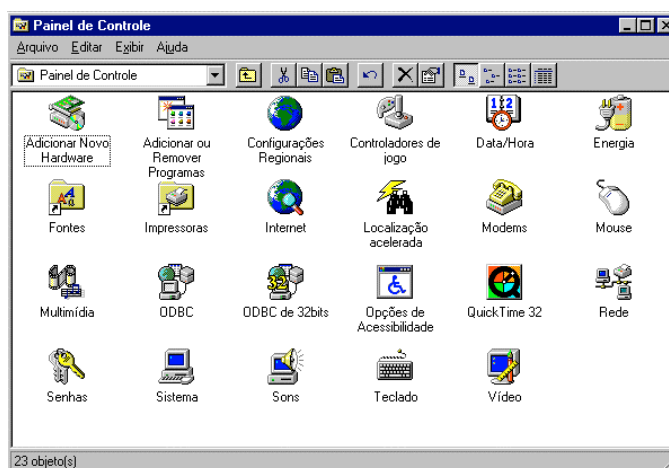 Painel de Controle
Arquivo Editar Exibir Ajuda
Painel de Controle
Adicionar Novo
Hardware
Adicionar ou
Remover
Programas
Configurações
Regionais
Controladores de
jogo
Data/Hora
Energia
Fontes
Impressoras
Internet
Localização
acelerada
Modems
Mouse
Multimídia
ODBC
ODBC de 32bits
Opções de
Acessibilidade
QuickTime 32
Rede
Senhas
Sistema
Sons
Teclado
Vídeo
23 objeto(s)